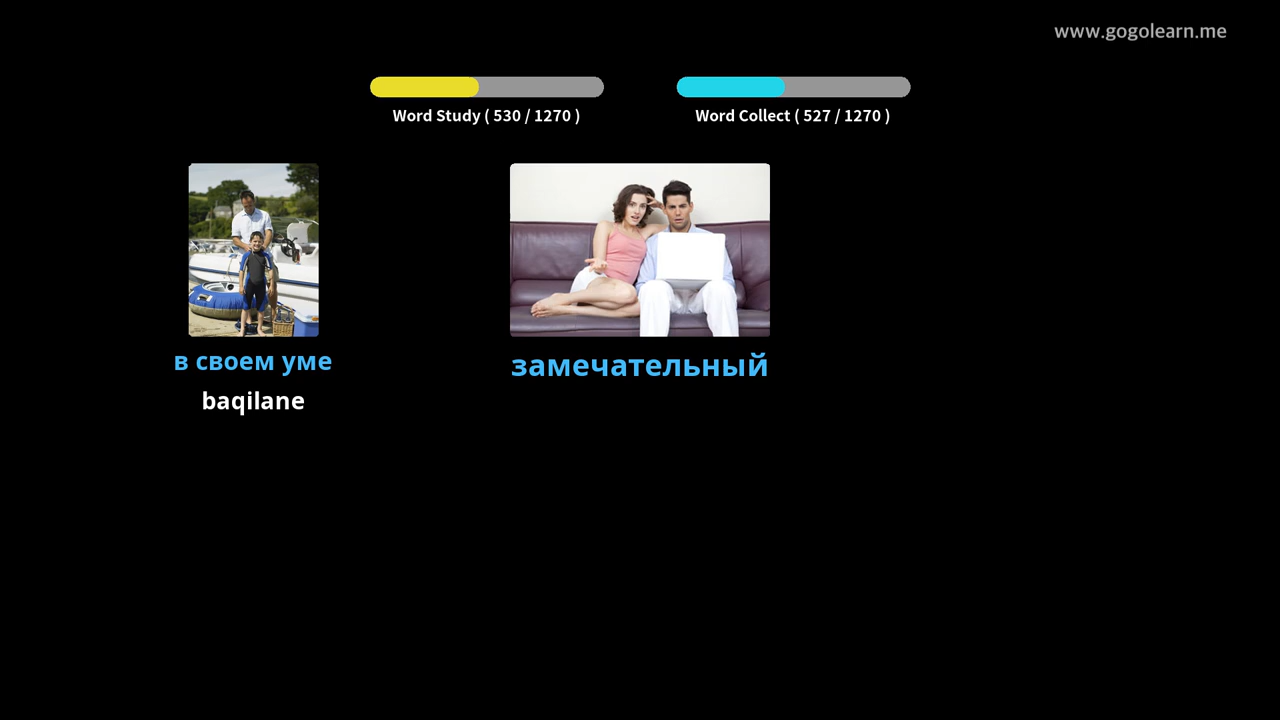 www.gogolearn.me
Word Study ( 530 / 1270 )
Word Collect ( 527 / 1270 )
в своем уме
baqilane
замечательный